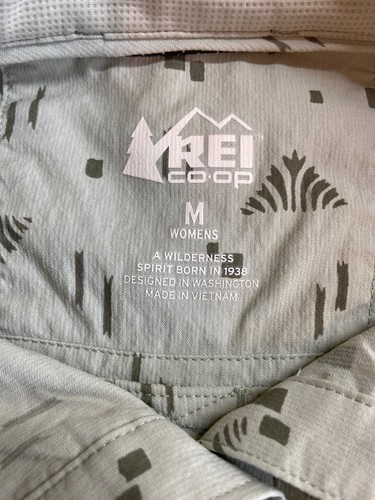 REI
co·op
M
WOMENS
A WILDERNESS
SPIRIT BORN IN 1938
DESIGNED IN WASHINGTON
MADE IN VIETNAM